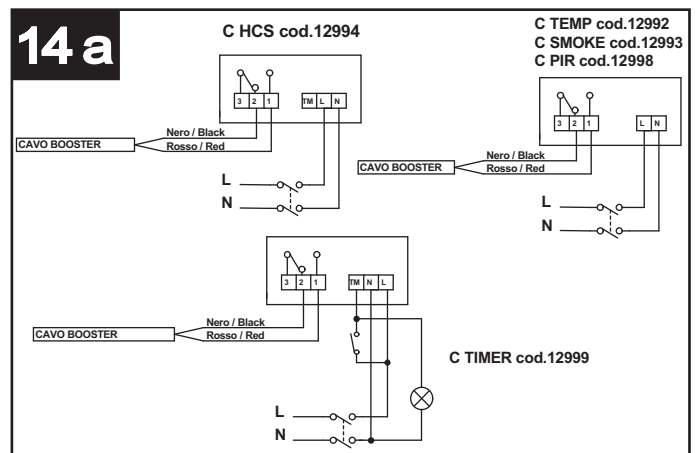 14 a
C HCS cod.12994
3 2 1 TM L N
CAVO BOOSTER
Nero / Black
Rosso / Red
L
N
C TEMP cod.12992
C SMOKE cod.12993
C PIR cod.12998
3 2 1 L N
CAVO BOOSTER
Nero / Black
Rosso / Red
L
N
3 2 1 TM N L
CAVO BOOSTER
Nero / Black
Rosso / Red
C TIMER cod.12999
L
N